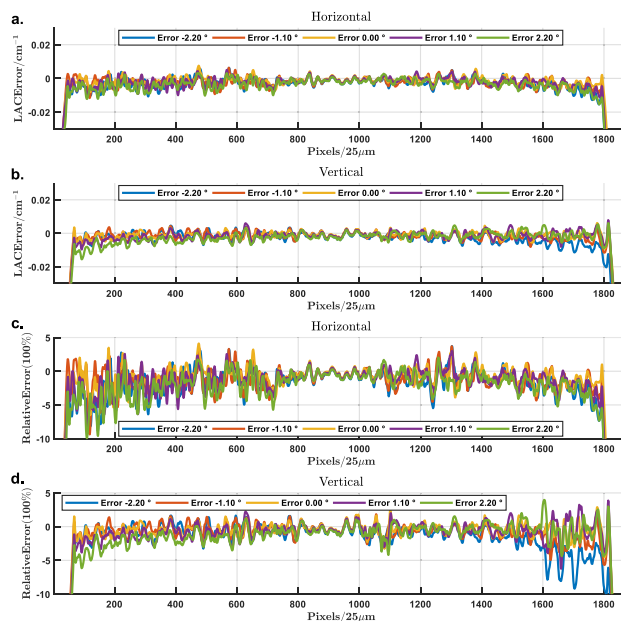 a.
Horizontal
Error -2.20 ° Error -1.10 ° Error 0.00 ° Error 1.10 ° Error 2.20 °
LACError/cm⁻¹
0.02
0
-0.02
200 400 600 800 1000 1200 1400 1600 1800
Pixels/25μm
b.
Vertical
Error -2.20 ° Error -1.10 ° Error 0.00 ° Error 1.10 ° Error 2.20 °
LACError/cm⁻¹
0.02
0
-0.02
200 400 600 800 1000 1200 1400 1600 1800
Pixels/25μm
c.
Horizontal
RelativeError(100%)
5
0
-5
-10
Error -2.20 ° Error -1.10 ° Error 0.00 ° Error 1.10 ° Error 2.20 °
200 400 600 800 1000 1200 1400 1600 1800
Pixels/25μm
d.
Vertical
Error -2.20 ° Error -1.10 ° Error 0.00 ° Error 1.10 ° Error 2.20 °
RelativeError(100%)
5
0
-5
-10
200 400 600 800 1000 1200 1400 1600 1800
Pixels/25μm